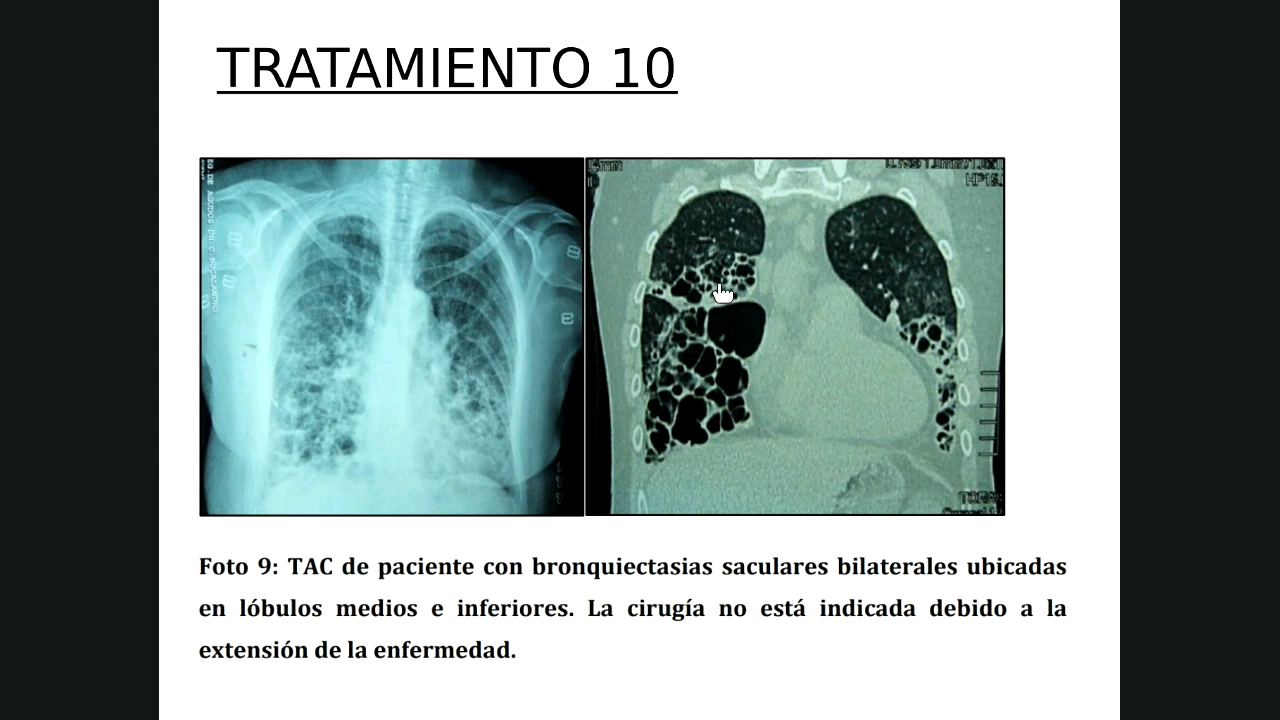 TRATAMIENTO 10
Foto 9: TAC de paciente con bronquiectasias saculares bilaterales ubicadas
en lóbulos medios e inferiores. La cirugía no está indicada debido a la
extensión de la enfermedad.